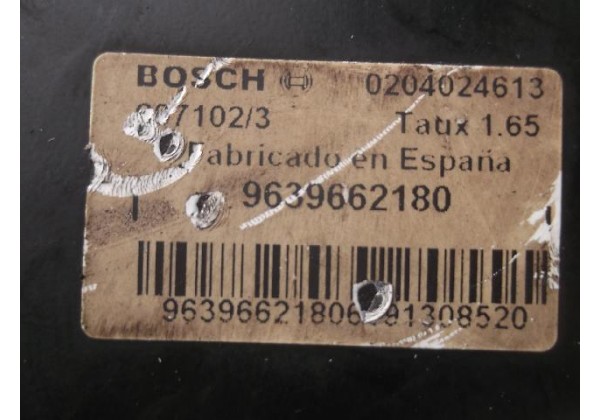 BOSCH 0204024613
Taux 1.65
Fabricado en España
9639662180